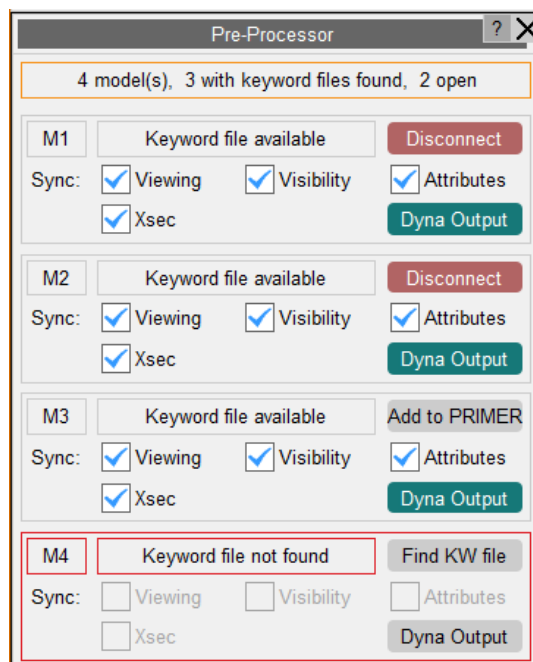 Pre-Processor ? X
4 model(s), 3 with keyword files found, 2 open
M1 Keyword file available Disconnect
Sync: Viewing Visibility Attributes
Xsec Dyna Output
M2 Keyword file available Disconnect
Sync: Viewing Visibility Attributes
Xsec Dyna Output
M3 Keyword file available Add to PRIMER
Sync: Viewing Visibility Attributes
Xsec Dyna Output
M4 Keyword file not found Find KW file
Sync: Viewing Visibility Attributes
Xsec Dyna Output